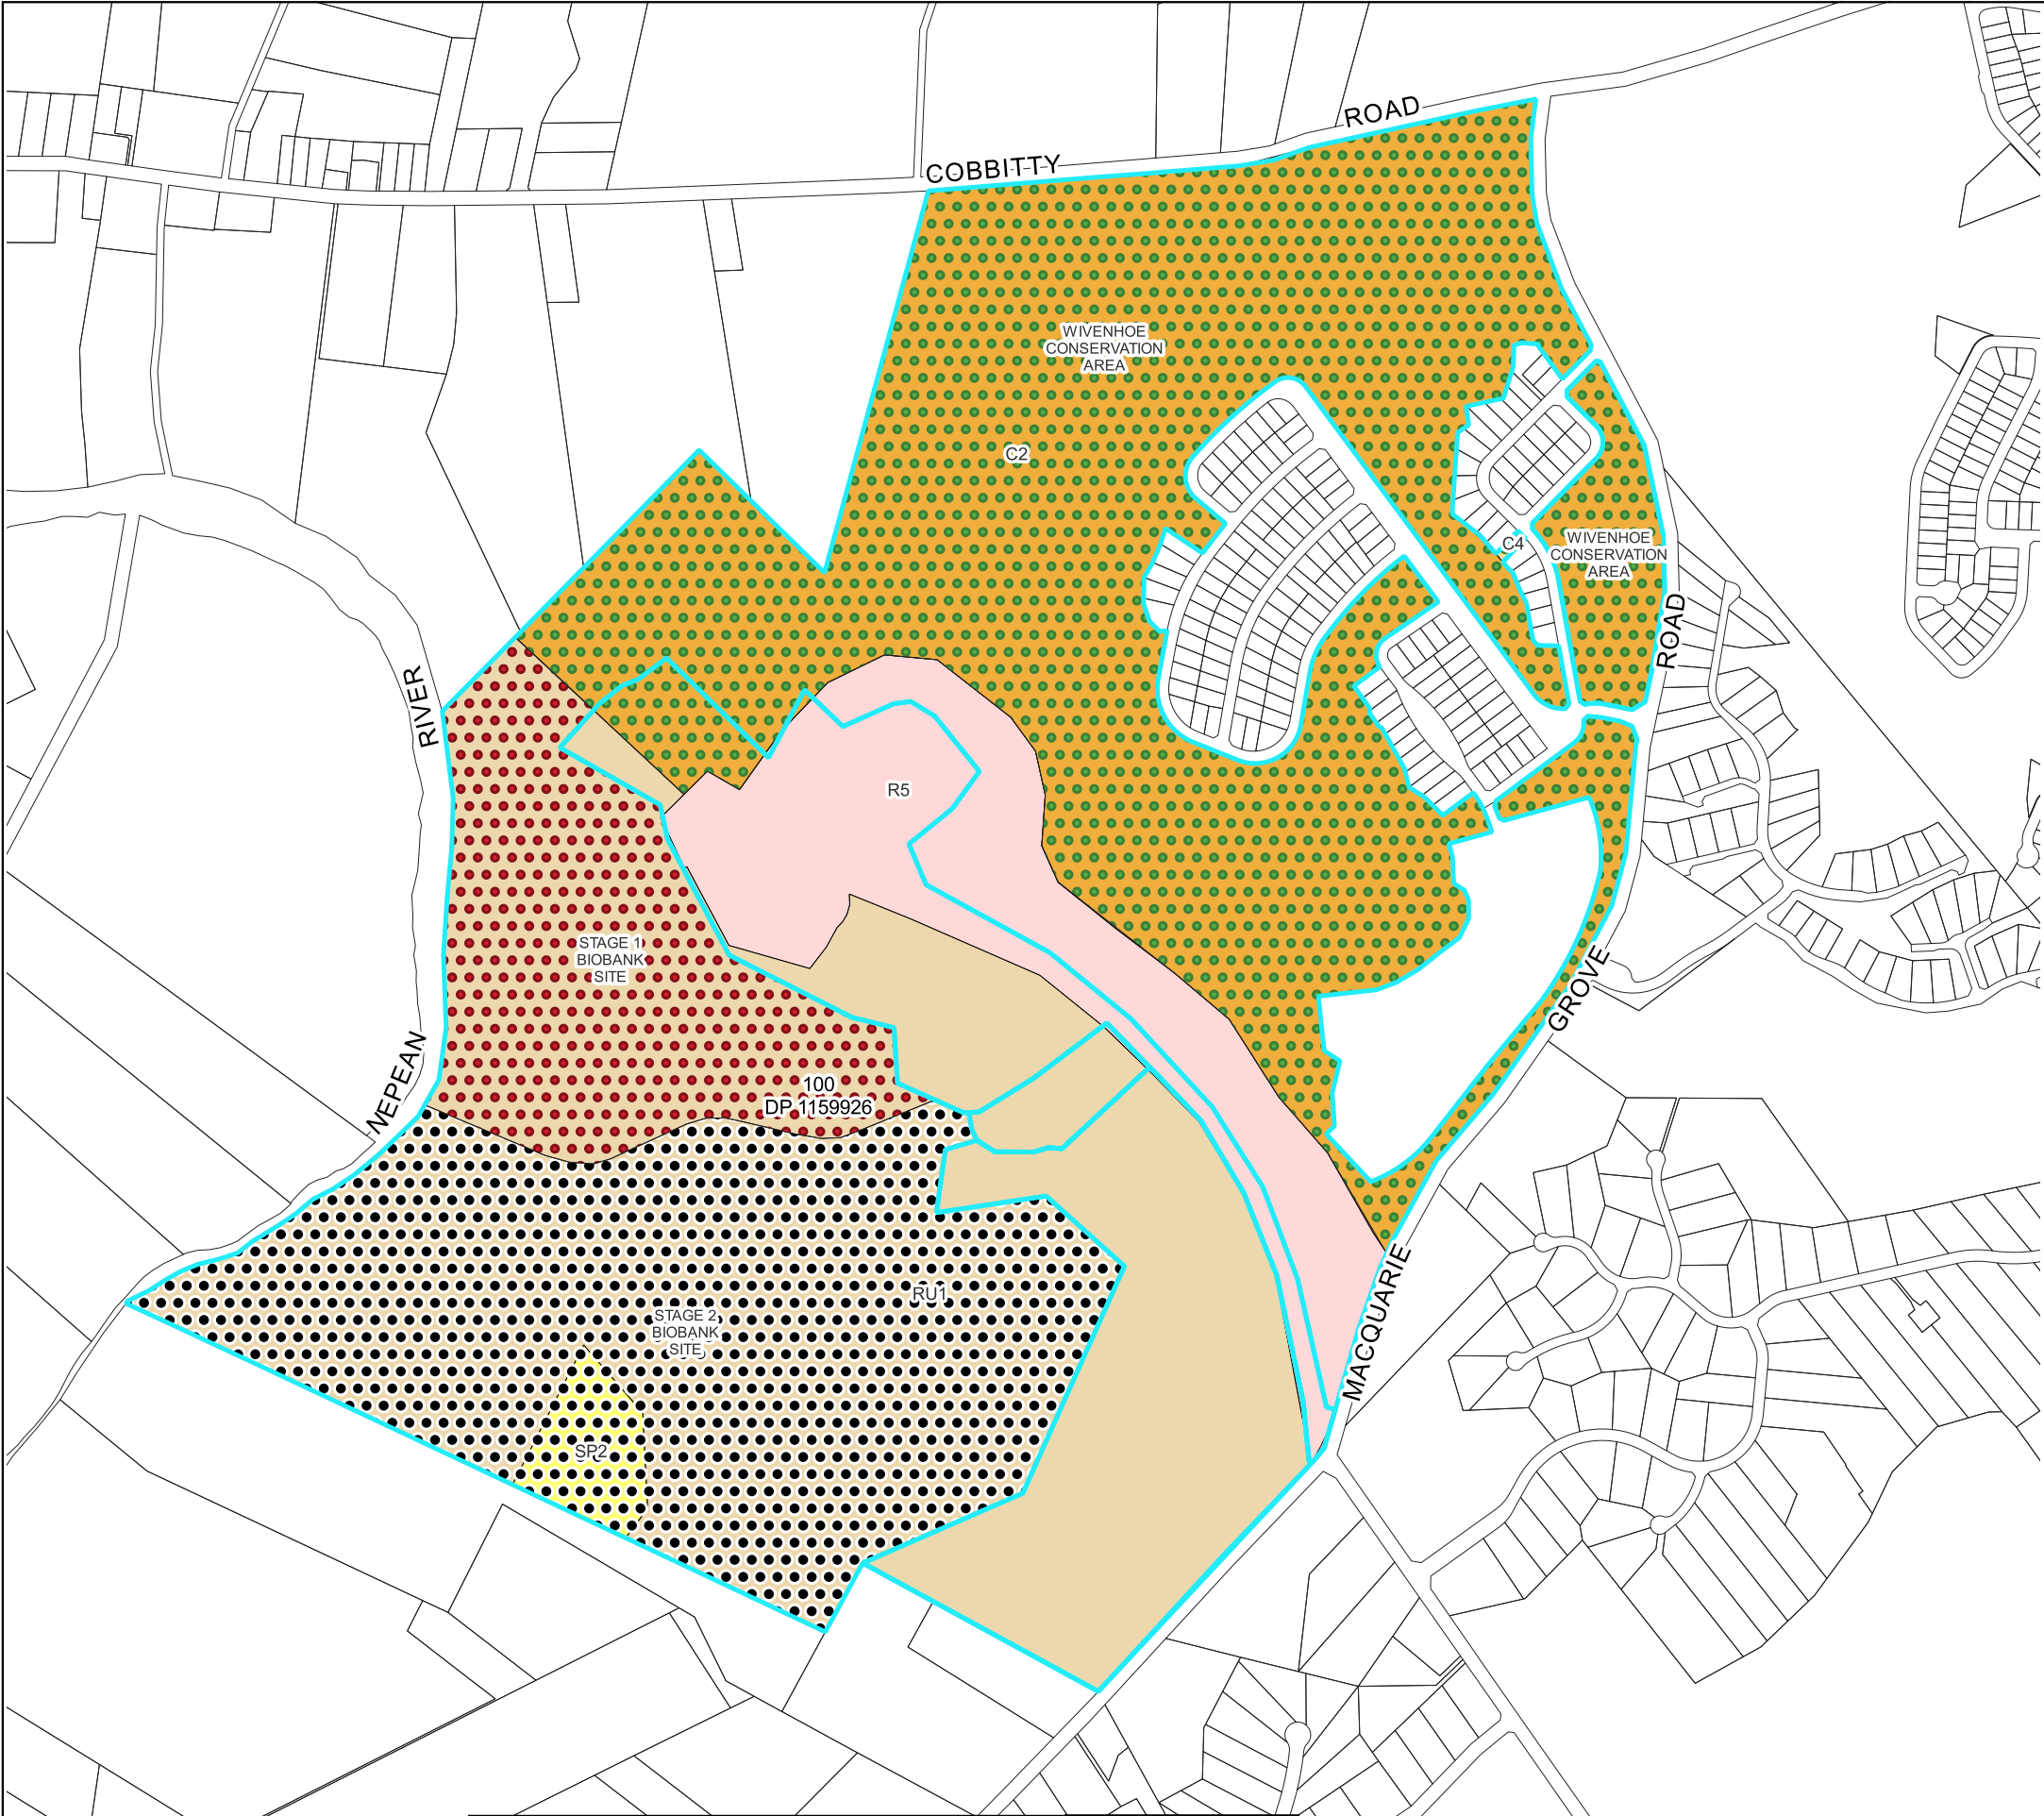 ROAD
COBBITTY
WIVENHOE
CONSERVATION
AREA
C2
C4
WIVENHOE
CONSERVATION
AREA
ROAD
RIVER
R5
STAGE 1
BIOBANK
SITE
GROVE
NEPEAN
100
DP 1159926
RU1
STAGE 2
BIOBANK
SITE
MACQUARIE
SP2